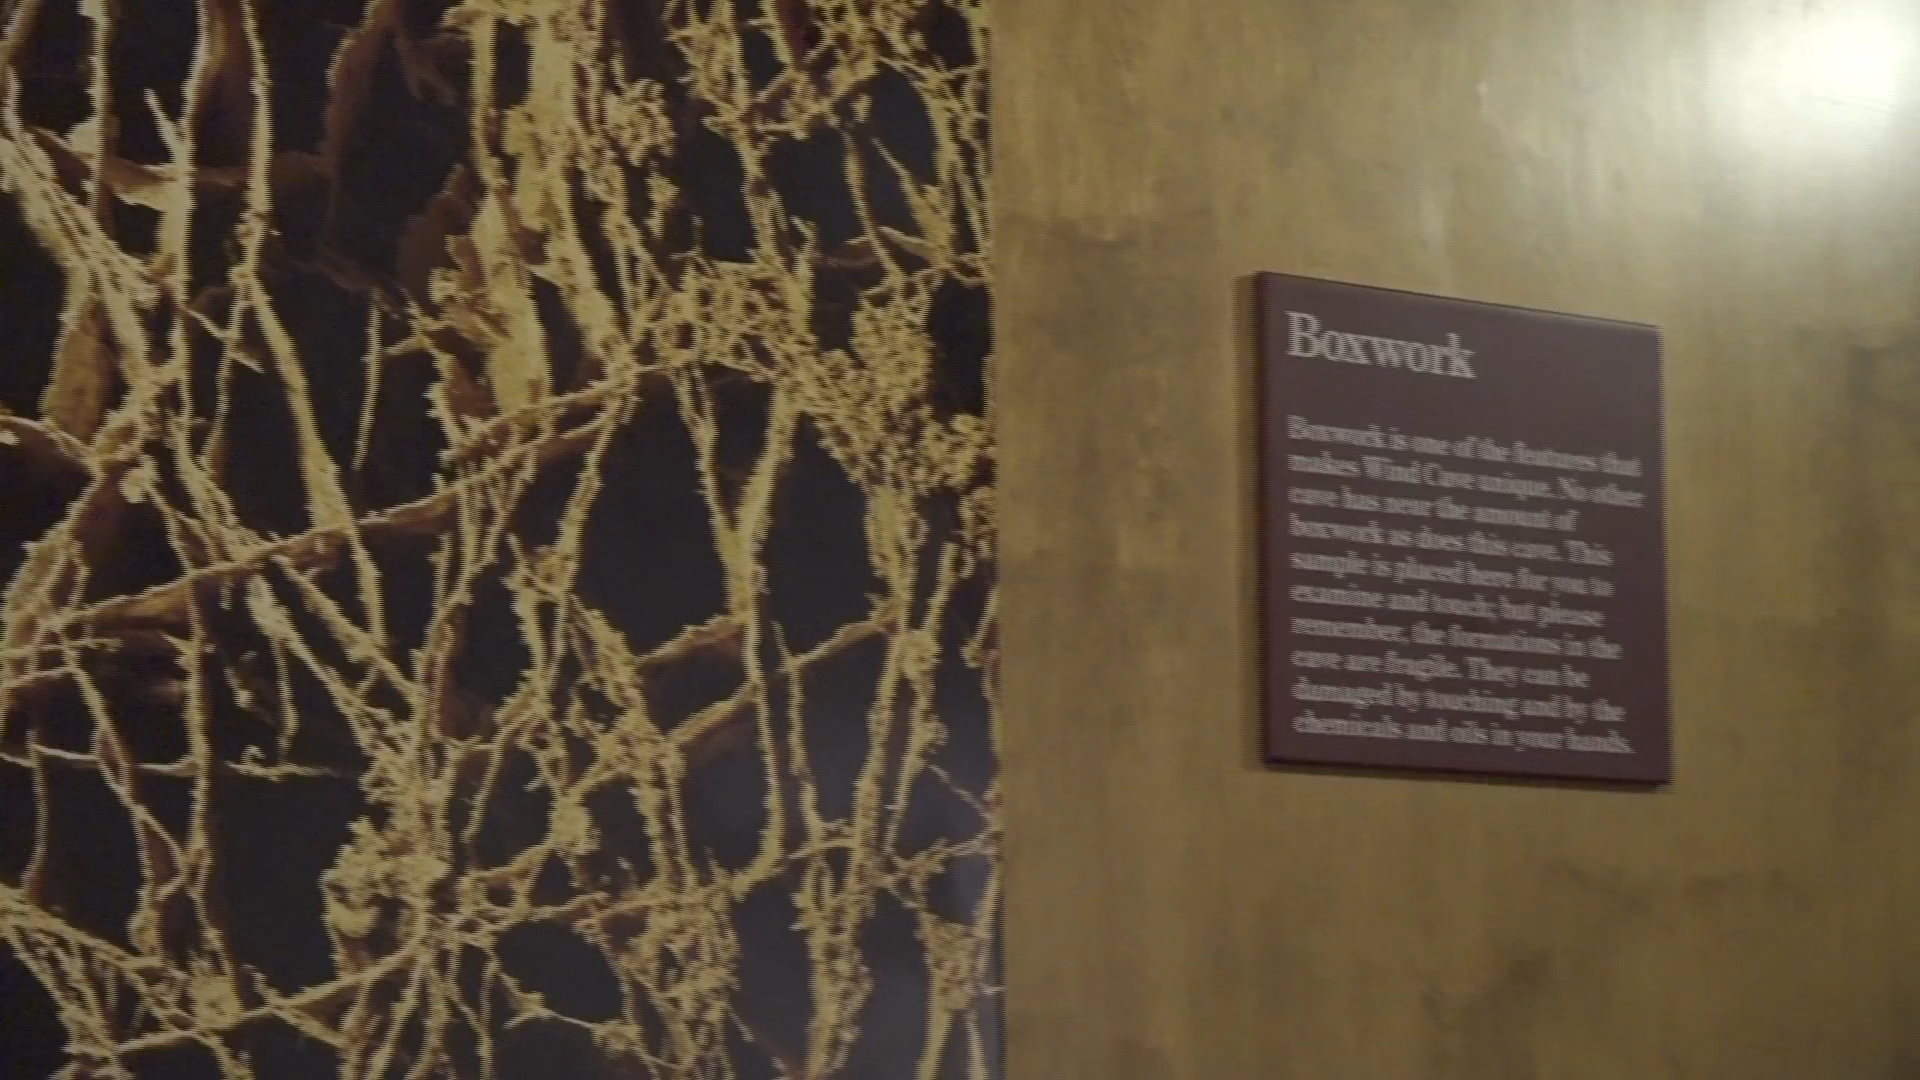 Boxwork
Boxwork is one of the features that
makes Wind Cave unique. No other
cave has near the amount of
boxwork as does this cave. This
sample is placed here for you to
examine and touch; but please
remember, the formations in the
cave are fragile. They can be
damaged by touching and by the
chemicals and oils in your hands.